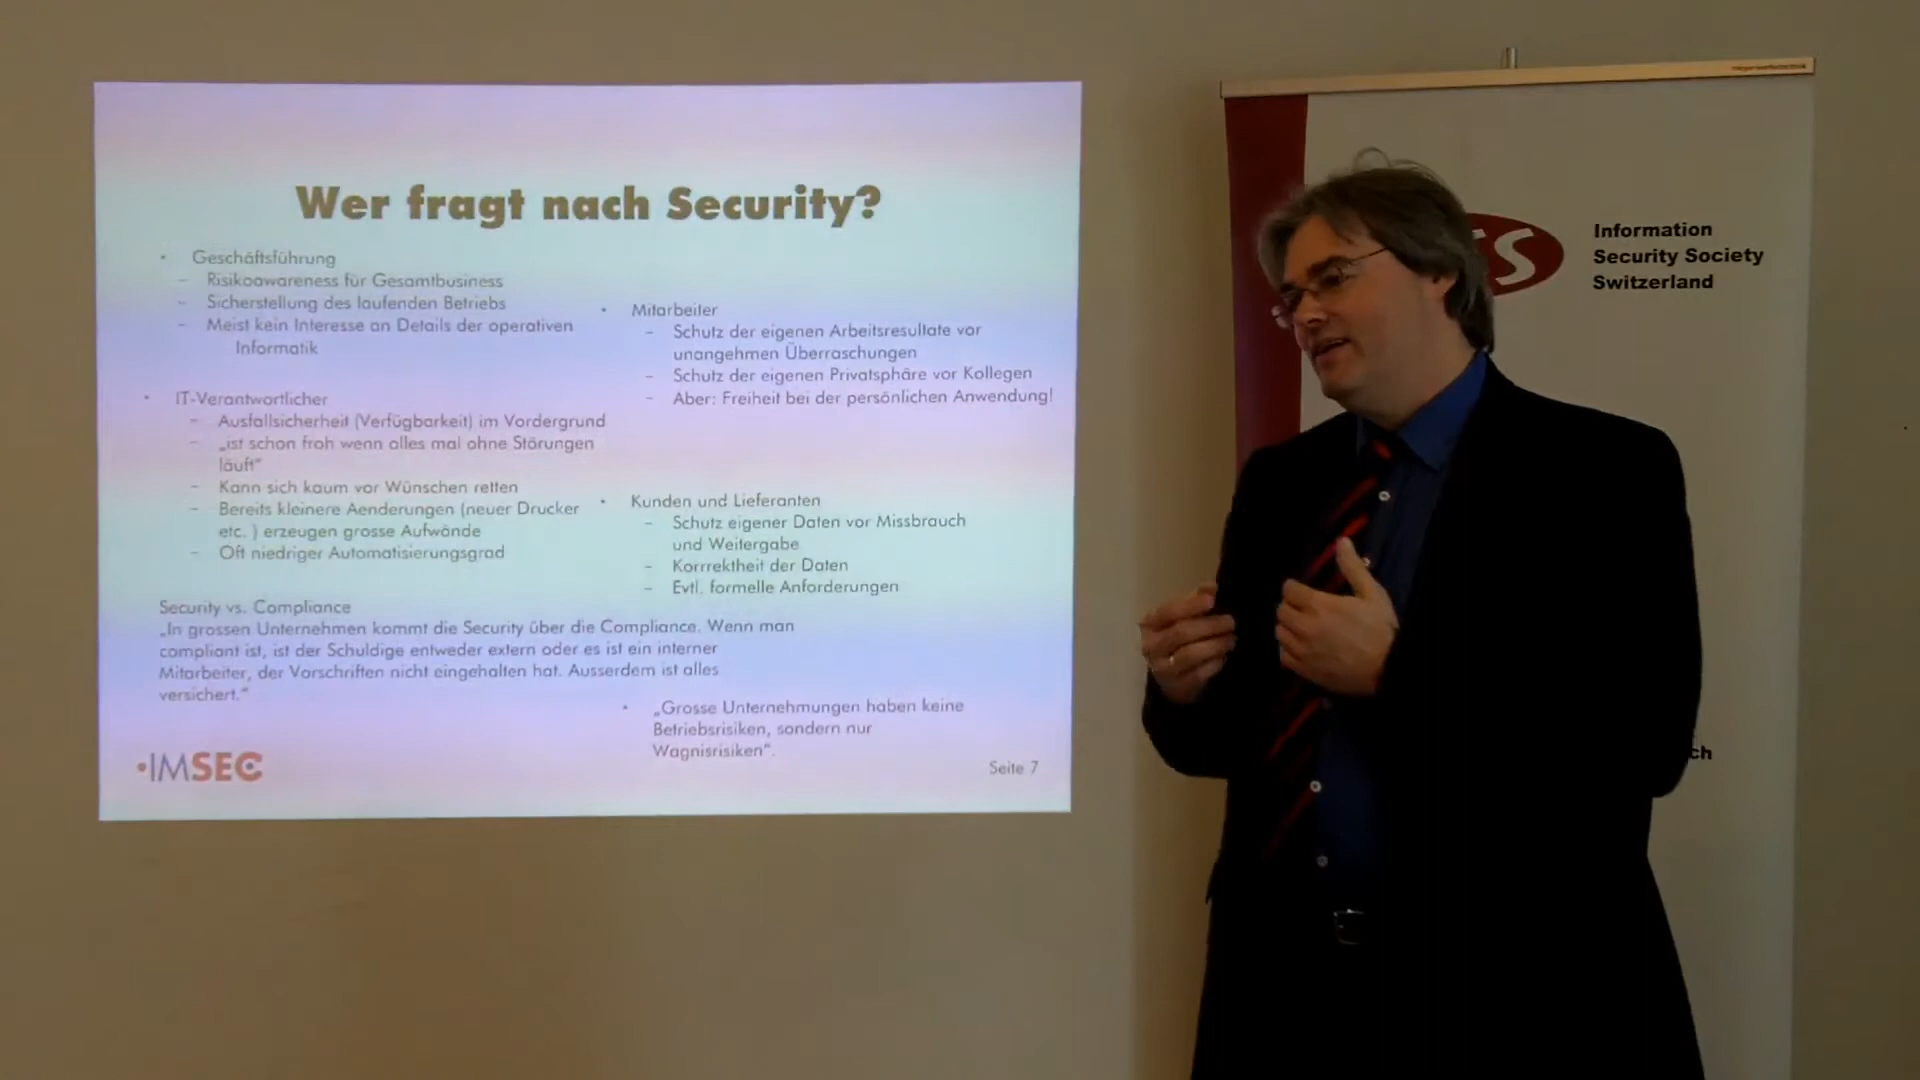 Wer fragt nach Security?
• Geschäftsführung
– Risikoawareness für Gesamtbusiness
– Sicherstellung des laufenden Betriebs
– Meist kein Interesse an Details der operativen
Informatik
• IT-Verantwortlicher
– Ausfallsicherheit (Verfügbarkeit) im Vordergrund
– „ist schon froh wenn alles mal ohne Störungen
läuft“
– Kann sich kaum vor Wünschen retten
– Bereits kleinere Aenderungen (neuer Drucker
etc. ) erzeugen grosse Aufwände
– Oft niedriger Automatisierungsgrad
• Mitarbeiter
– Schutz der eigenen Arbeitsresultate vor
unangehmen Überraschungen
– Schutz der eigenen Privatsphäre vor Kollegen
– Aber: Freiheit bei der persönlichen Anwendung!
• Kunden und Lieferanten
– Schutz eigener Daten vor Missbrauch
und Weitergabe
– Korrrektheit der Daten
– Evtl. formelle Anforderungen
Security vs. Compliance
„In grossen Unternehmen kommt die Security über die Compliance. Wenn man
compliant ist, ist der Schuldige entweder extern oder es ist ein interner
Mitarbeiter, der Vorschriften nicht eingehalten hat. Ausserdem ist alles
versichert.“
• „Grosse Unternehmungen haben keine
Betriebsrisiken, sondern nur
Wagnisrisiken“.
•IMSEC
Seite 7
Information
Security Society
Switzerland
ch